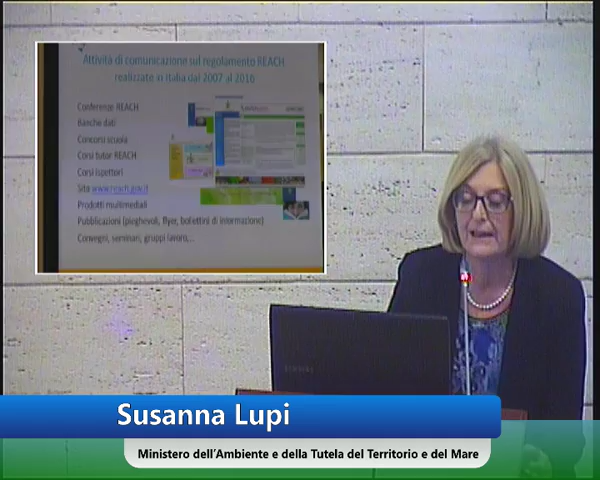 Attività di comunicazione sul regolamento REACH
realizzate in Italia dal 2007 al 2016
Conferenze REACH
Banche dati
Concorsi scuola
Corsi tutor REACH
Corsi ispettori
Sito www.reach.gov.it
Prodotti multimediali
Pubblicazioni (pieghevoli, flyer, bollettini di informazione)
Convegni, seminari, gruppi lavoro,...
Susanna Lupi
Ministero dell'Ambiente e della Tutela del Territorio e del Mare